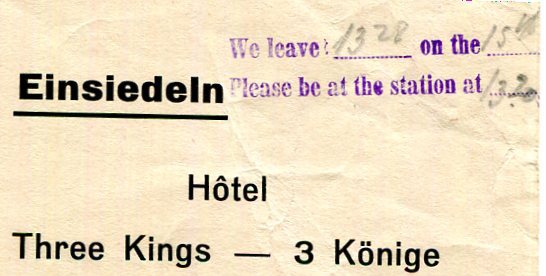 We leave: 13 28 on the 15th
Einsiedeln
Please be at the station at 13.20
Hôtel
Three Kings — 3 Könige